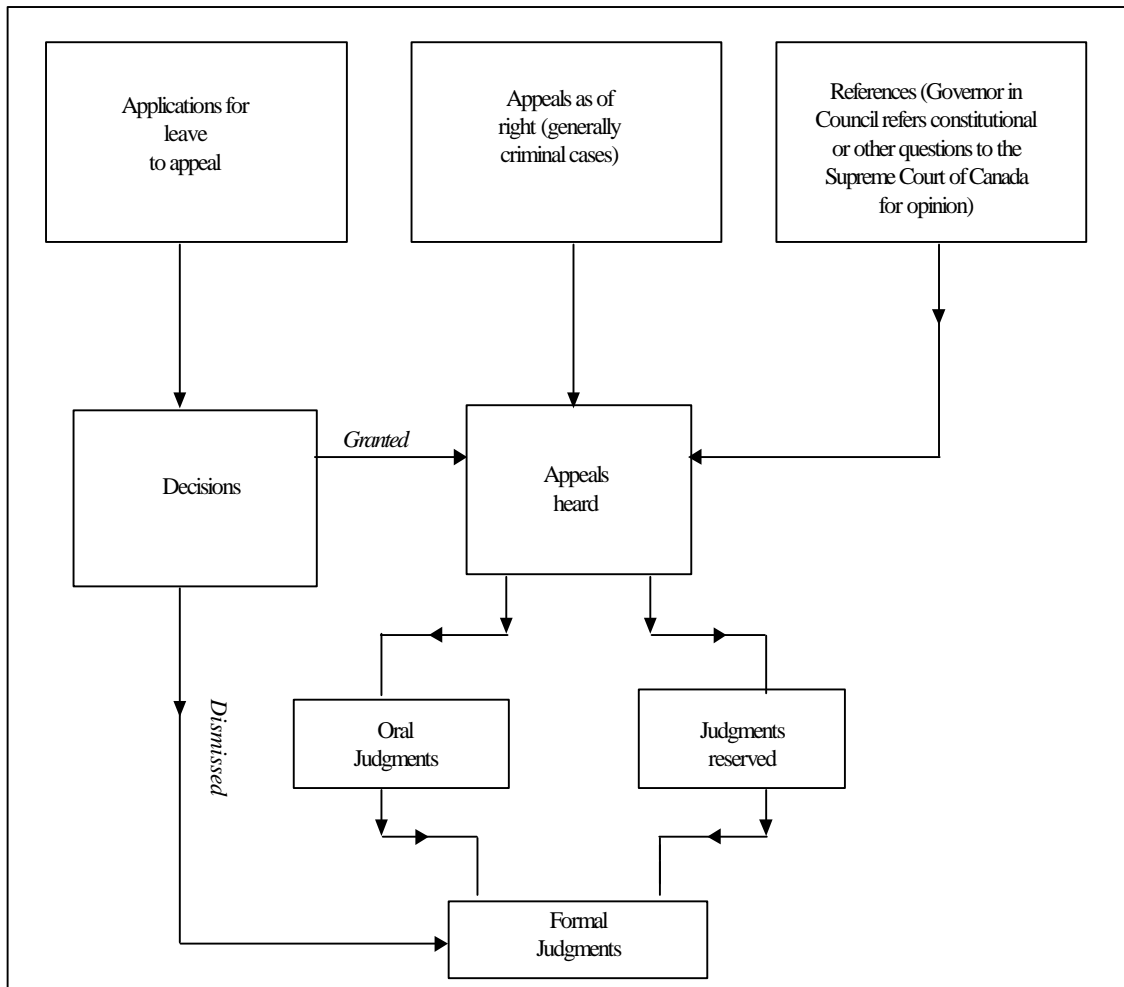 Applications for
leave
to appeal
Appeals as of
right (generally
criminal cases)
References (Governor in
Council refers constitutional
or other questions to the
Supreme Court of Canada
for opinion)
Decisions
Granted
Appeals
heard
Dismissed
Oral
Judgments
Judgments
reserved
Formal
Judgments